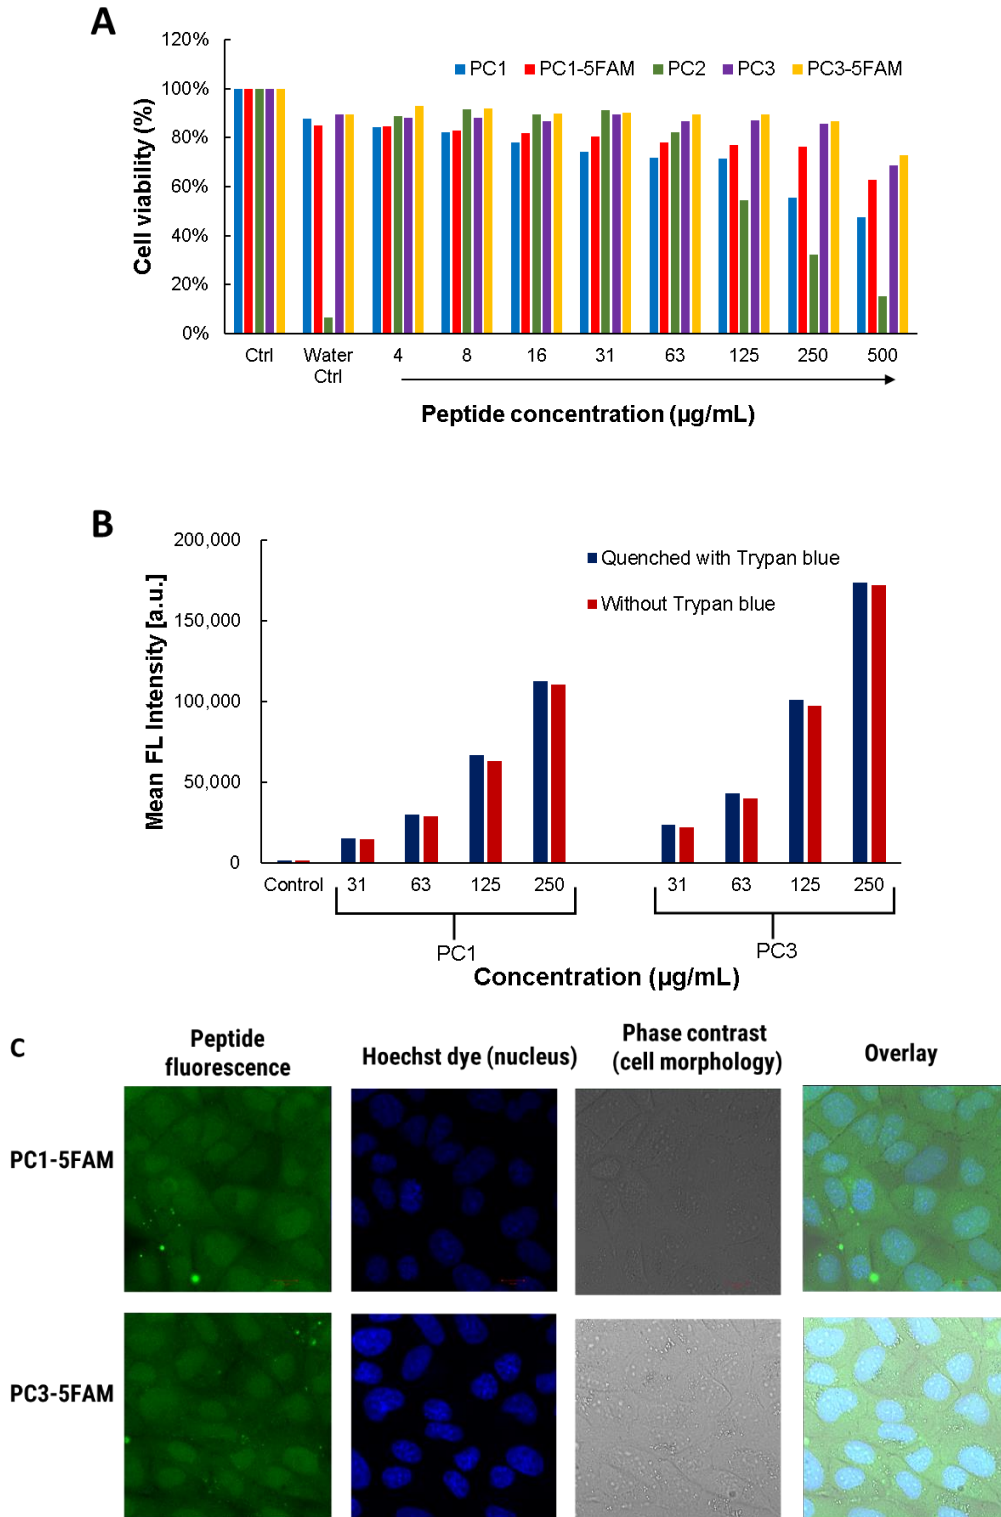 A
120%
100%
80%
60%
40%
20%
0%
Cell viability (%)
PC1 PC1-5FAM PC2 PC3 PC3-5FAM
Ctrl Water Ctrl 4 8 16 31 63 125 250 500
Peptide concentration (µg/mL)
B
200,000
150,000
100,000
50,000
0
Mean FL Intensity [a.u.]
Quenched with Trypan blue
Without Trypan blue
Control 31 63 125 250 31 63 125 250
PC1 PC3
Concentration (µg/mL)
C
Peptide
fluorescence
Hoechst dye (nucleus)
Phase contrast
(cell morphology)
Overlay
PC1-5FAM
PC3-5FAM